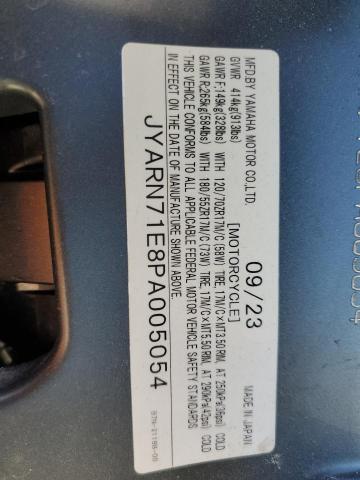 MFD.BY YAMAHA MOTOR CO.,LTD. 09/23 MADE IN JAPAN
GVWR 414kg(913lbs) [MOTORCYCLE]
GAWR F:149kg(328lbs) WITH 120/70ZR17M/C(58W) TIRE, 17M/C×MT3.50 RIM, AT 250kPa(36psi) COLD
GAWR R:265kg(584lbs) WITH 180/55ZR17M/C(73W) TIRE, 17M/C×MT5.50 RIM, AT 290kPa(42psi) COLD
THIS VEHICLE CONFORMS TO ALL APPLICABLE FEDERAL MOTOR VEHICLE SAFETY STANDARDS
IN EFFECT ON THE DATE OF MANUFACTURE SHOWN ABOVE.
JYARN71E8PA005054
B7N-2118B-00